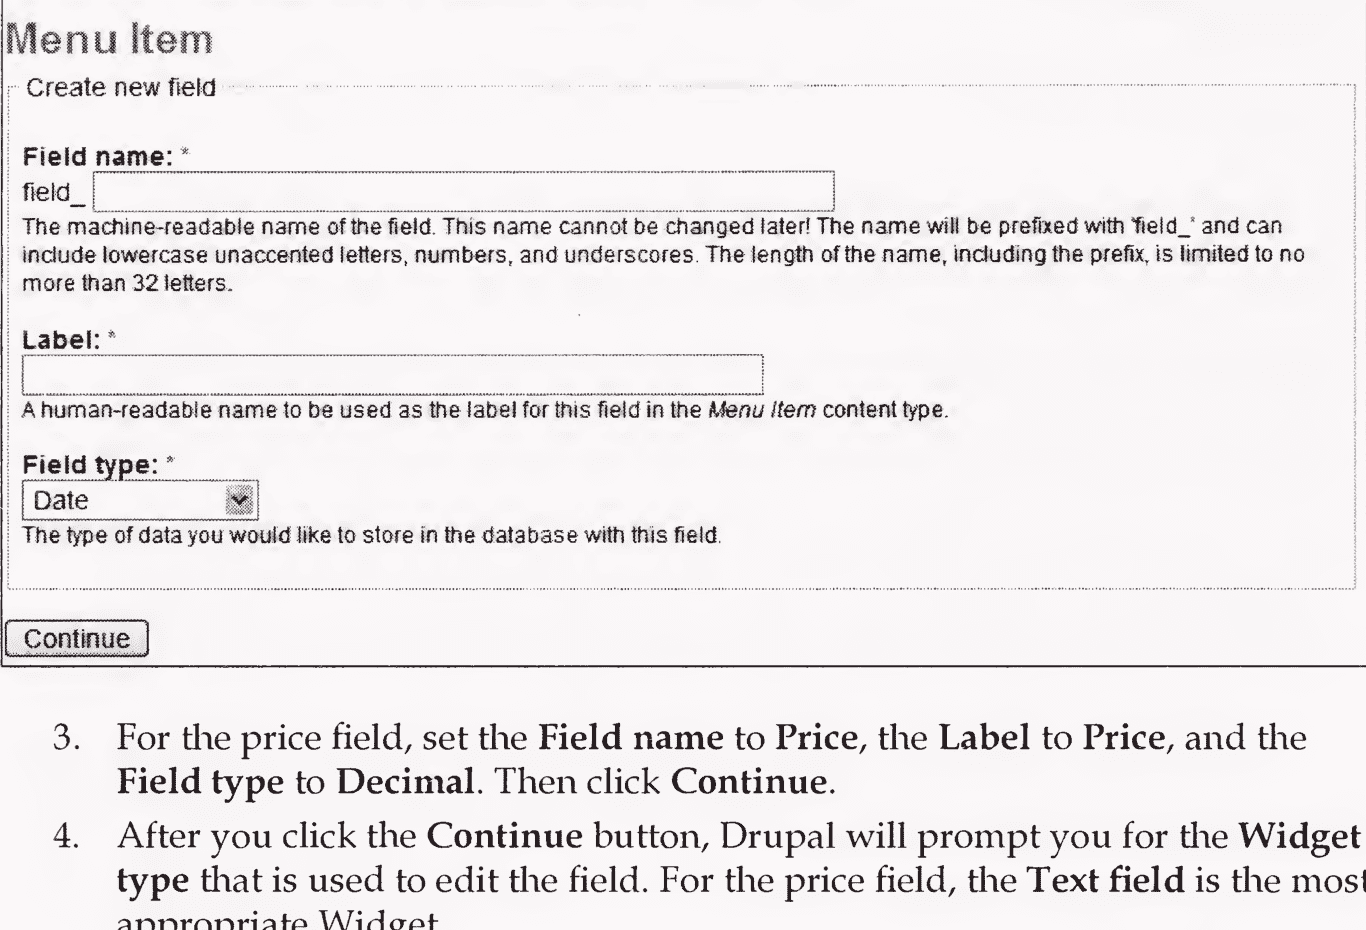 Menu Item
Create new field
Field name: *
field_
The machine-readable name of the field. This name cannot be changed later! The name will be prefixed with 'field_' and can
include lowercase unaccented letters, numbers, and underscores. The length of the name, including the prefix, is limited to no
more than 32 letters.
Label: *
A human-readable name to be used as the label for this field in the Menu Item content type.
Field type: *
Date
The type of data you would like to store in the database with this field.
Continue
3. For the price field, set the Field name to Price, the Label to Price, and the
Field type to Decimal. Then click Continue.
4. After you click the Continue button, Drupal will prompt you for the Widget
type that is used to edit the field. For the price field, the Text field is the most
appropriate Widget.